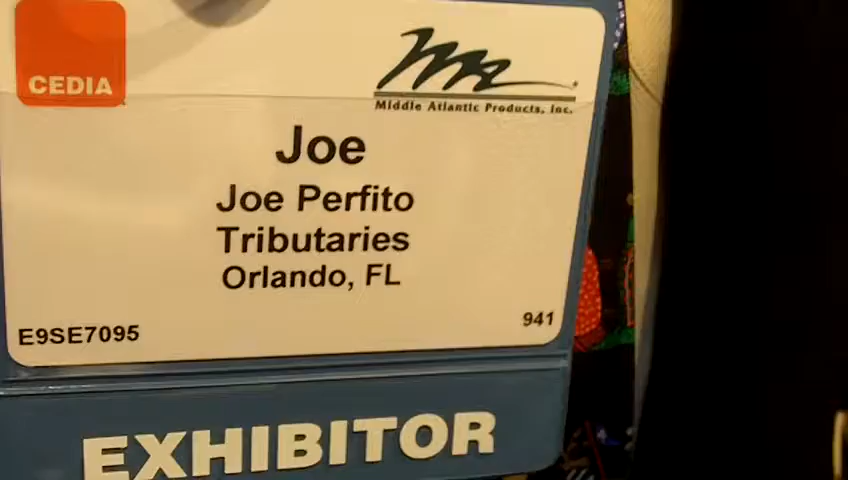 CEDIA
Middle Atlantic Products, Inc.
Joe
Joe Perfito
Tributaries
Orlando, FL
E9SE7095
941
EXHIBITOR